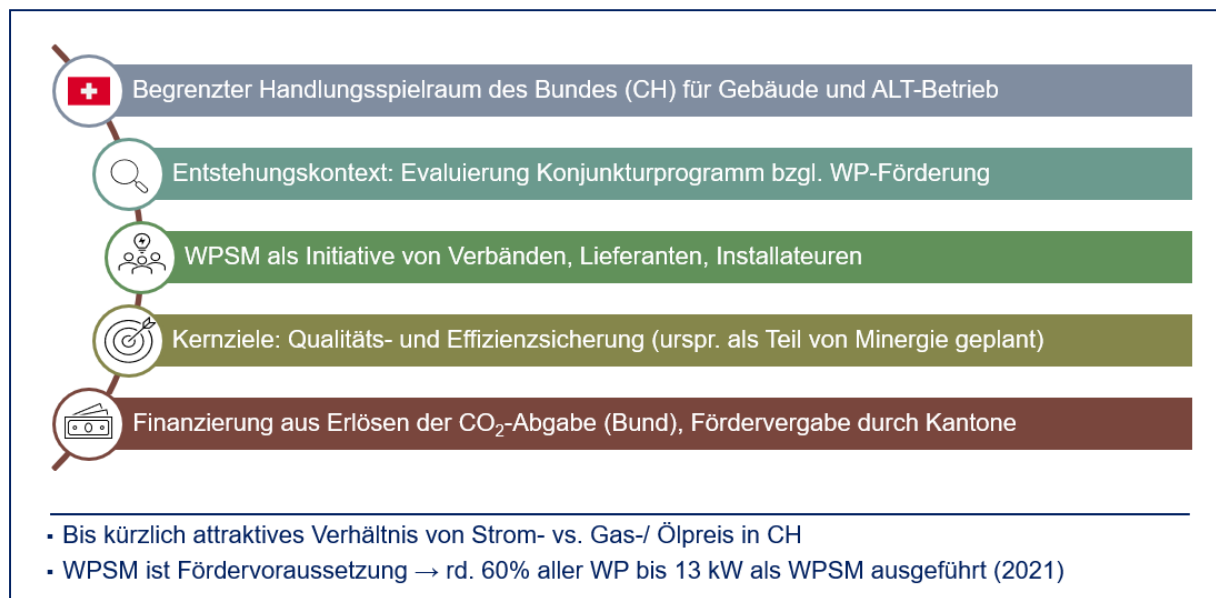 Begrenzter Handlungsspielraum des Bundes (CH) für Gebäude und ALT-Betrieb
Entstehungskontext: Evaluierung Konjunkturprogramm bzgl. WP-Förderung
WPSM als Initiative von Verbänden, Lieferanten, Installateuren
Kernziele: Qualitäts- und Effizienzsicherung (urspr. als Teil von Minergie geplant)
Finanzierung aus Erlösen der CO₂-Abgabe (Bund), Fördervergabe durch Kantone
▪ Bis kürzlich attraktives Verhältnis von Strom- vs. Gas-/ Ölpreis in CH
▪ WPSM ist Fördervoraussetzung → rd. 60% aller WP bis 13 kW als WPSM ausgeführt (2021)